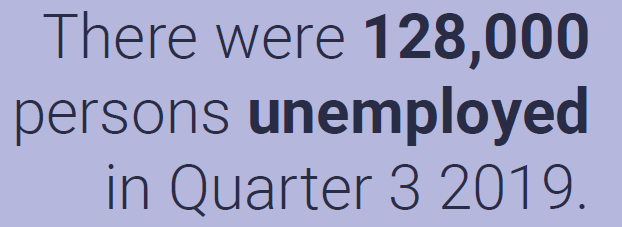 There were 128,000
persons unemployed
in Quarter 3 2019.